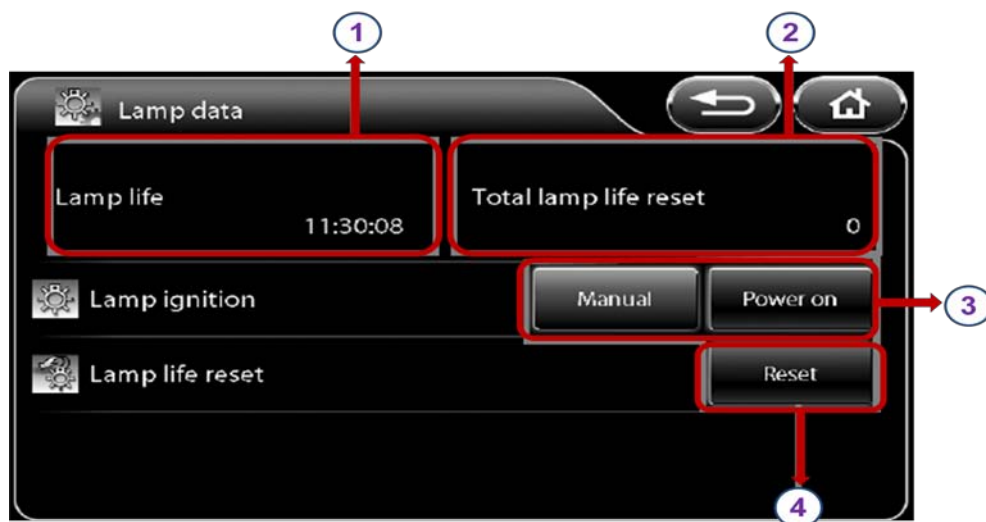 1 2
Lamp data
Lamp life Total lamp life reset
11:30:08 0
Lamp ignition Manual Power on 3
Lamp life reset Reset
4